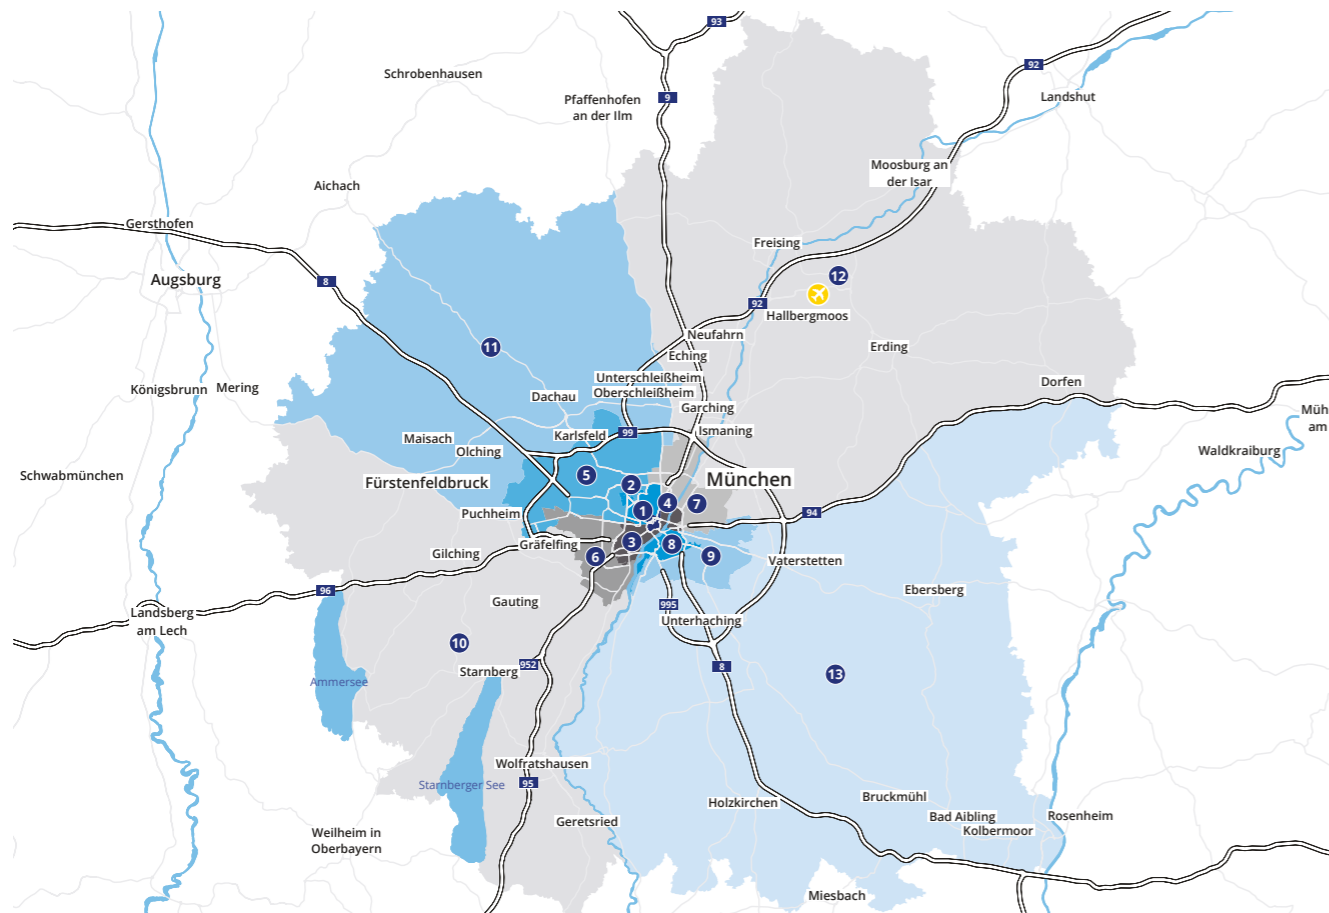 93
92
Schrobenhausen
9
Landshut
Pfaffenhofen
an der Ilm
Moosburg an
der Isar
Aichach
Gersthofen
Freising
12
Augsburg
8
92
Hallbergmoos
Neufahrn
11
Eching
Erding
Unterschleißheim
Dorfen
Königsbrunn
Mering
Oberschleißheim
Dachau
Garching
Müh
am
Maisach
Karlsfeld
99
Ismaning
Olching
Waldkraiburg
Schwabmünchen
Fürstenfeldbruck
5
2
München
Puchheim
1
4
7
94
Gilching
Gräfelfing
6
3
8
9
Vaterstetten
96
Ebersberg
Landsberg
am Lech
Gauting
995
Unterhaching
10
Starnberg
952
8
13
Ammersee
Wolfratshausen
Starnberger See
95
Holzkirchen
Bruckmühl
Geretsried
Bad Aibling
Rosenheim
Weilheim in
Oberbayern
Kolbermoor
Miesbach